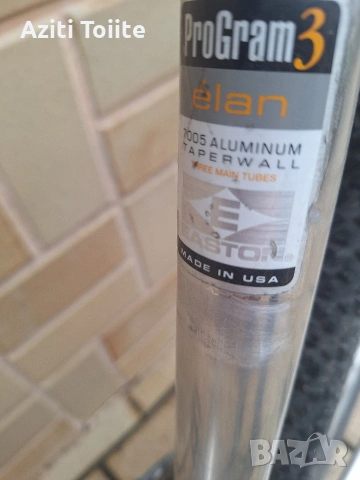 Aziti Toiite
ProGram3
élan
7005 ALUMINUM
TAPERWALL
THREE MAIN TUBES
E
EASTON
MADE IN USA
BAZAR